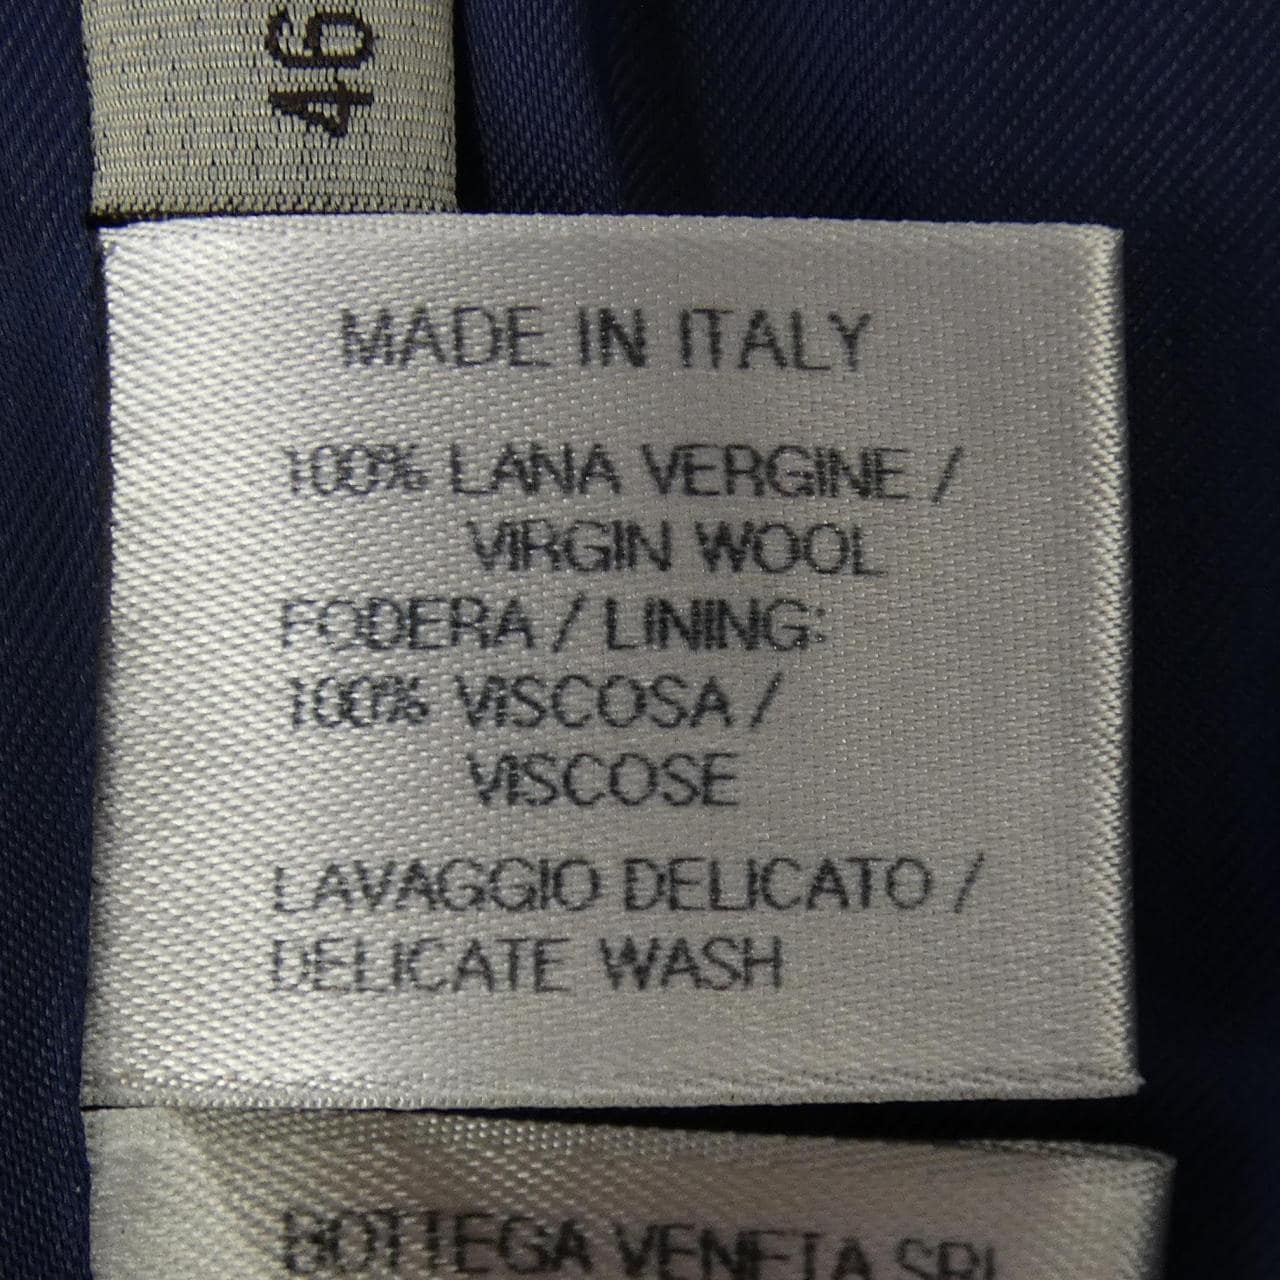 46
MADE IN ITALY
100% LANA VERGINE /
VIRGIN WOOL
FODERA / LINING:
100% VISCOSA /
VISCOSE
LAVAGGIO DELICATO /
DELICATE WASH
BOTTEGA VENETA SRL